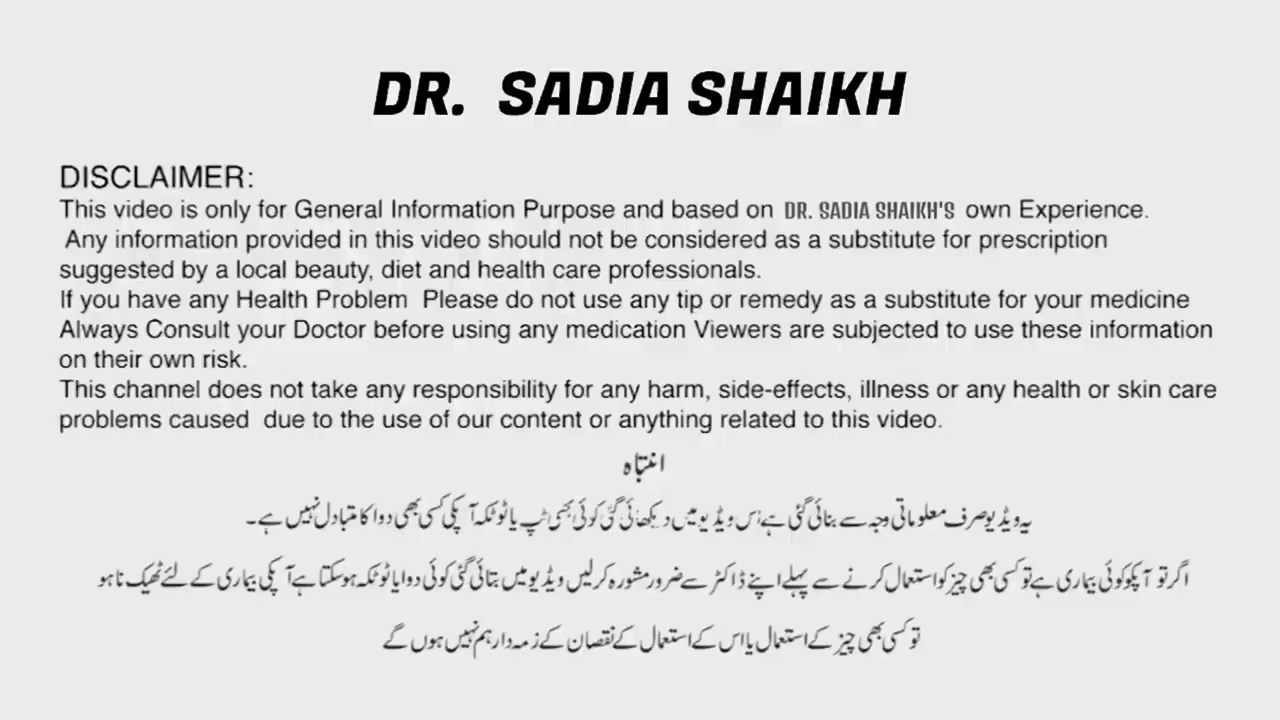 DR. SADIA SHAIKH
DISCLAIMER:
This video is only for General Information Purpose and based on DR. SADIA SHAIKH'S own Experience.
Any information provided in this video should not be considered as a substitute for prescription
suggested by a local beauty, diet and health care professionals.
If you have any Health Problem Please do not use any tip or remedy as a substitute for your medicine
Always Consult your Doctor before using any medication Viewers are subjected to use these information
on their own risk.
This channel does not take any responsibility for any harm, side-effects, illness or any health or skin care
problems caused due to the use of our content or anything related to this video.
انتباہ
یہ ویڈیو صرف معلوماتی وجہ سے بنائی گئی ہے اس ویڈیو میں دیکھائی گئی کوئی بھی ٹپ یا ٹوٹکہ آپکی کسی بھی دوا کا متبادل نہیں ہے۔
اگر تو آپکو کوئی بیماری ہے تو کسی بھی چیز کو استعمال کرنے سے پہلے اپنے ڈاکٹر سے ضرور مشورہ کرلیں ویڈیو میں بتائی گئی کوئی دوا یا ٹوٹکہ ہوسکتا ہے آپکی بیماری کے لئے ٹھیک نا ہو
تو کسی بھی چیز کے استعمال یا اس کے استعمال کے نقصان کے زمہ دار ہم نہیں ہوں گے